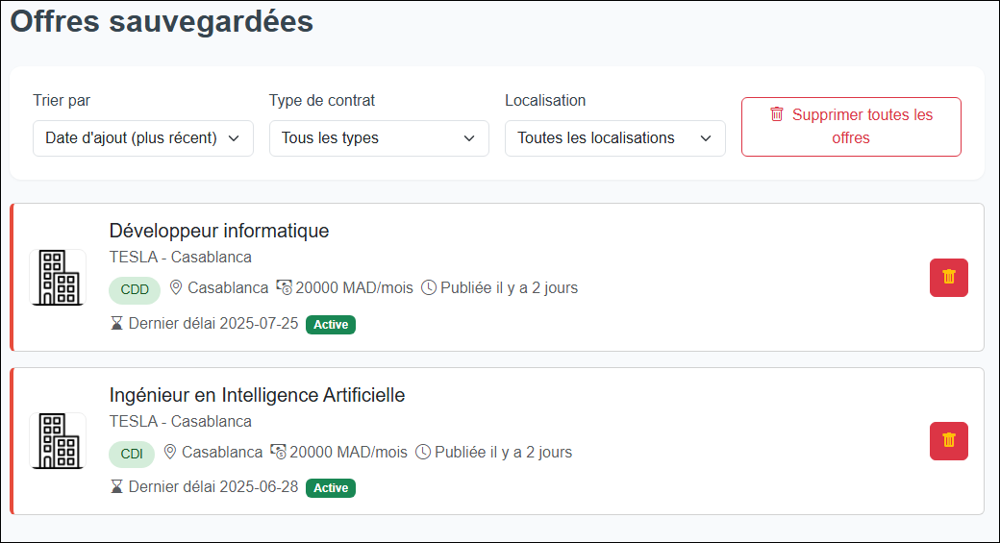 Offres sauvegardées
Trier par
Type de contrat
Localisation
Date d'ajout (plus récent)
Tous les types
Toutes les localisations
Supprimer toutes les
offres
Développeur informatique
TESLA - Casablanca
CDD Casablanca 20000 MAD/mois Publiée il y a 2 jours
Dernier délai 2025-07-25 Active
Ingénieur en Intelligence Artificielle
TESLA - Casablanca
CDI Casablanca 20000 MAD/mois Publiée il y a 2 jours
Dernier délai 2025-06-28 Active